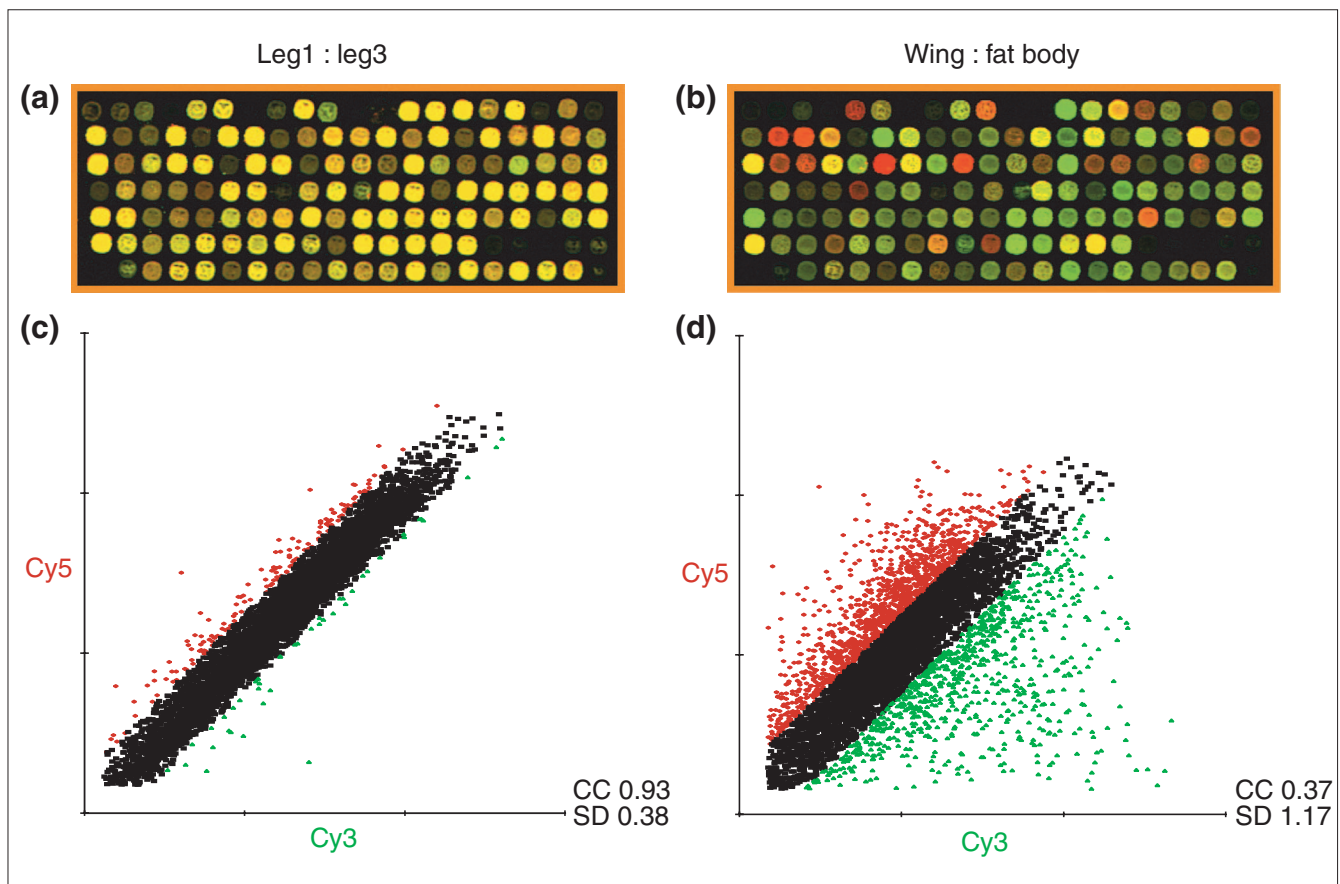 Leg1 : leg3
Wing : fat body
(a)
(b)
(c)
(d)
Cy5
Cy5
CC 0.93
SD 0.38
CC 0.37
SD 1.17
Cy3
Cy3